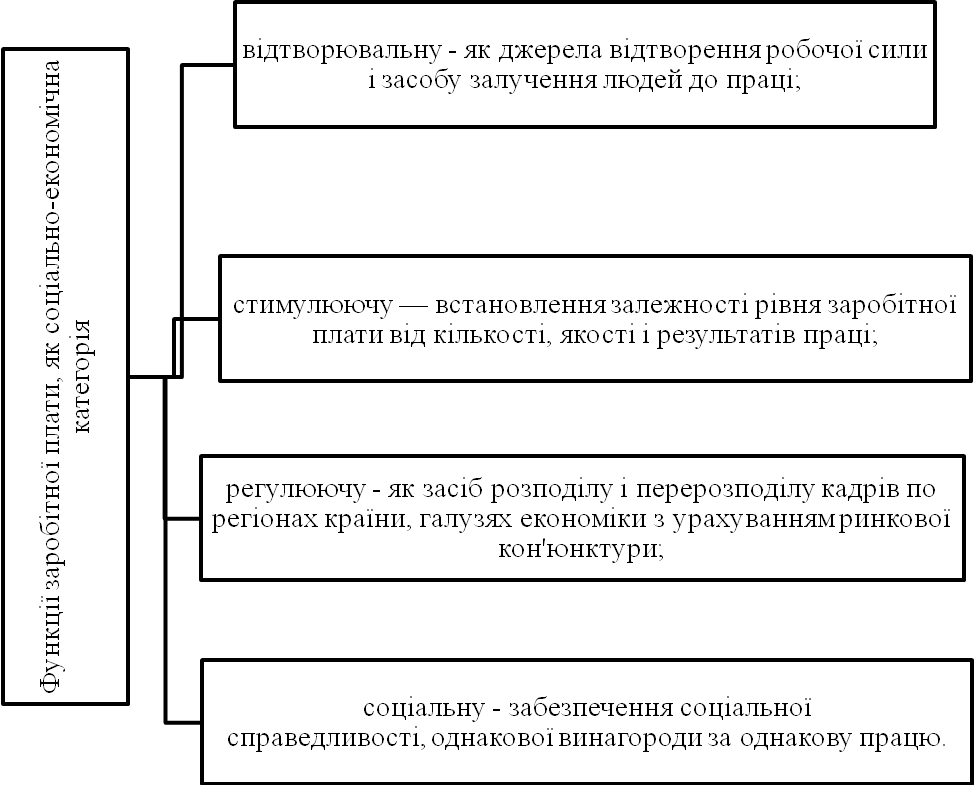 Функції заробітної плати, як соціально-економічна
категорія
відтворювальну - як джерела відтворення робочої сили
і засобу залучення людей до праці;
стимулюючу — встановлення залежності рівня заробітної
плати від кількості, якості і результатів праці;
регулюючу - як засіб розподілу і перерозподілу кадрів по
регіонах країни, галузях економіки з урахуванням ринкової
кон'юнктури;
соціальну - забезпечення соціальної
справедливості, однакової винагороди за однакову працю.